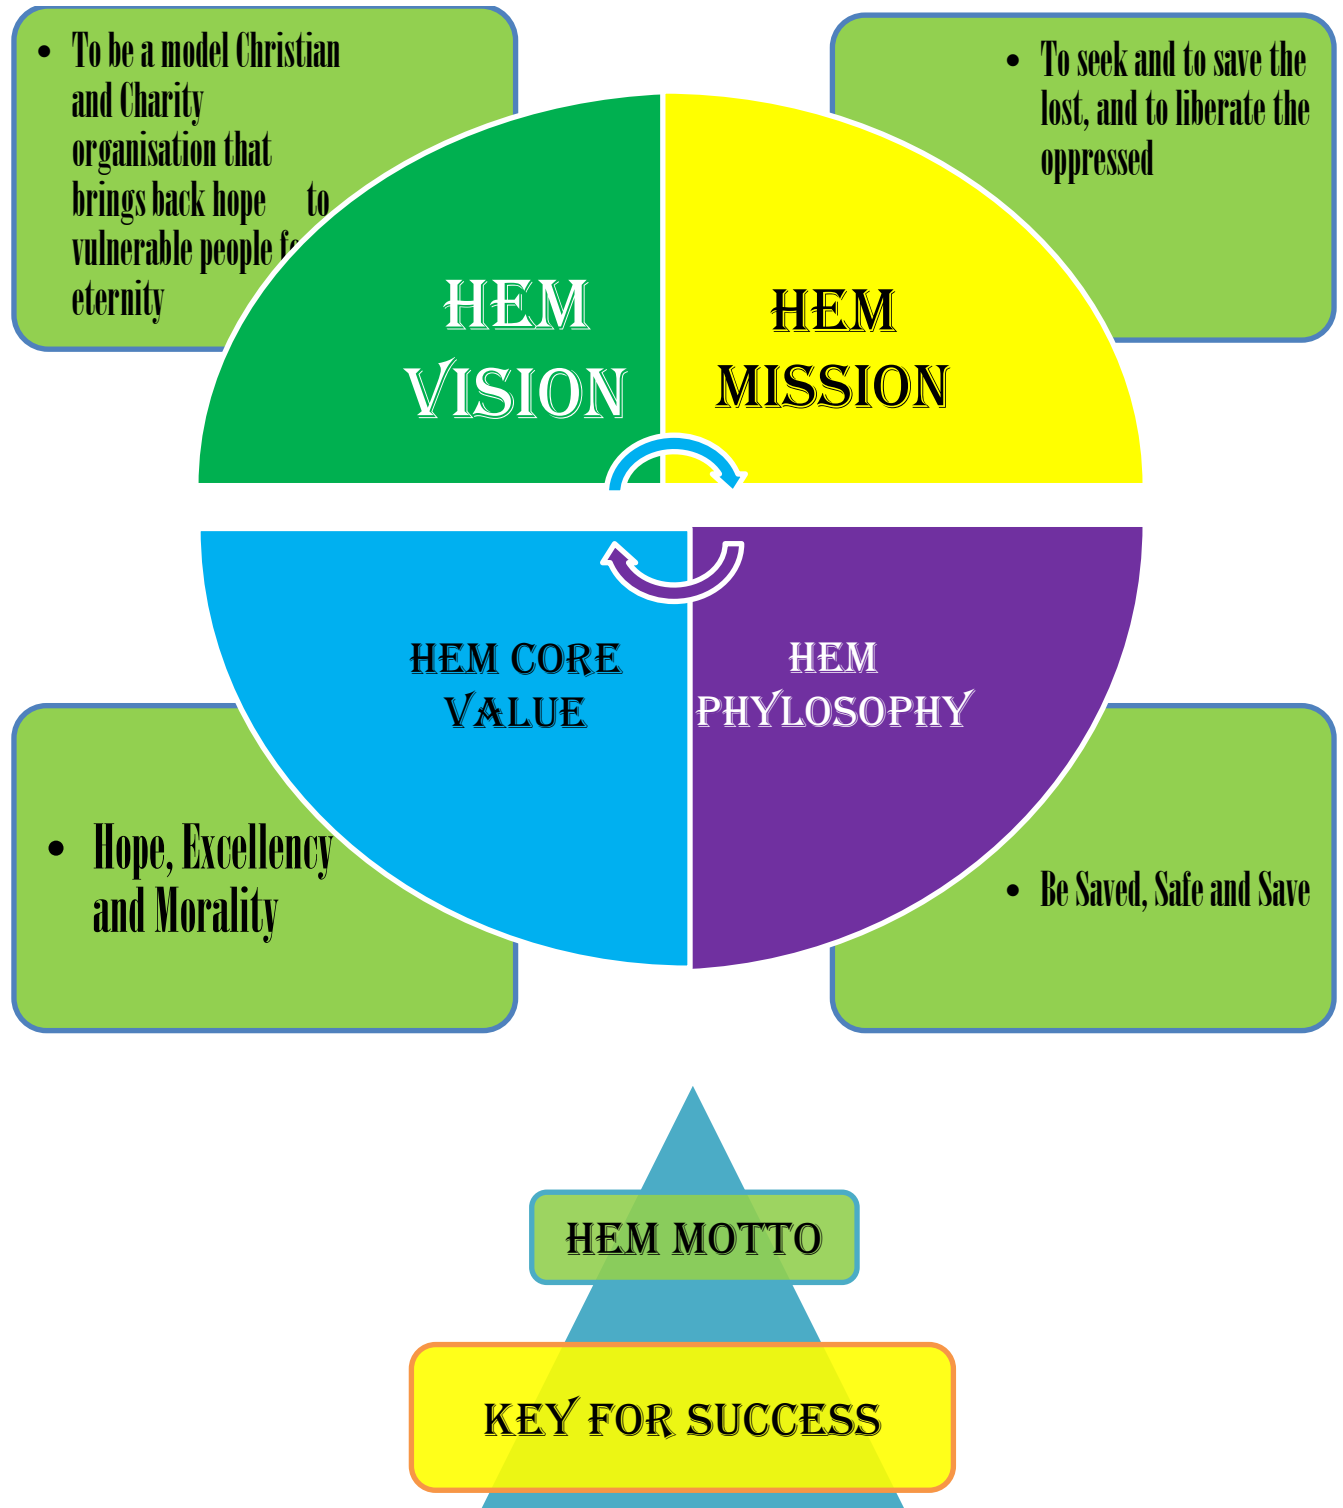 • To be a model Christian
and Charity
organisation that
brings back hope to
vulnerable people
eternity
• To seek and to save the
lost, and to liberate the
oppressed
HEM
VISION
HEM
MISSION
HEM CORE
VALUE
HEM
PHYLOSOPHY
• Hope, Excellency
and Morality
• Be Saved, Safe and Save
HEM MOTTO
KEY FOR SUCCESS